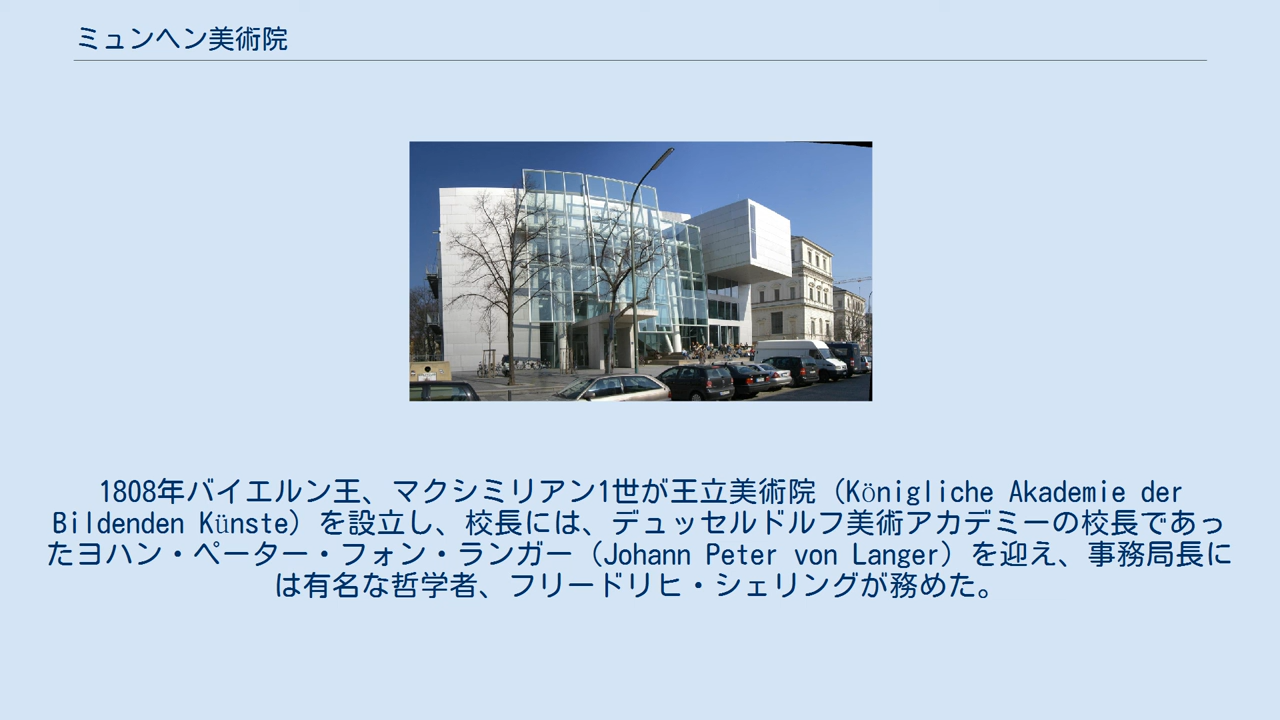 ミュンヘン美術院
1808年バイエルン王、マクシミリアン1世が王立美術院（Königliche Akademie der
Bildenden Künste）を設立し、校長には、デュッセルドルフ美術アカデミーの校長であっ
たヨハン・ペーター・フォン・ランガー（Johann Peter von Langer）を迎え、事務局長に
は有名な哲学者、フリードリヒ・シェリングが務めた。